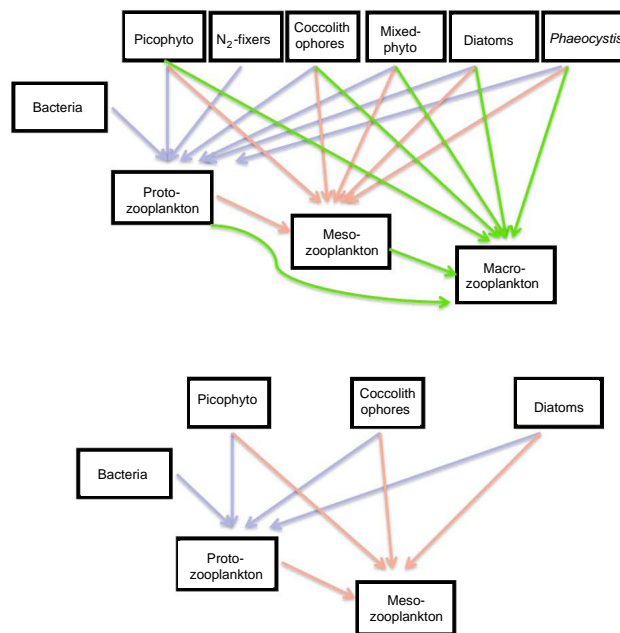 Picophyto
N₂-fixers
Coccolith
ophores
Mixed-
phyto
Diatoms
Phaeocystis
Bacteria
Proto-
zooplankton
Meso-
zooplankton
Macro-
zooplankton
Picophyto
Coccolith
ophores
Diatoms
Bacteria
Proto-
zooplankton
Meso-
zooplankton